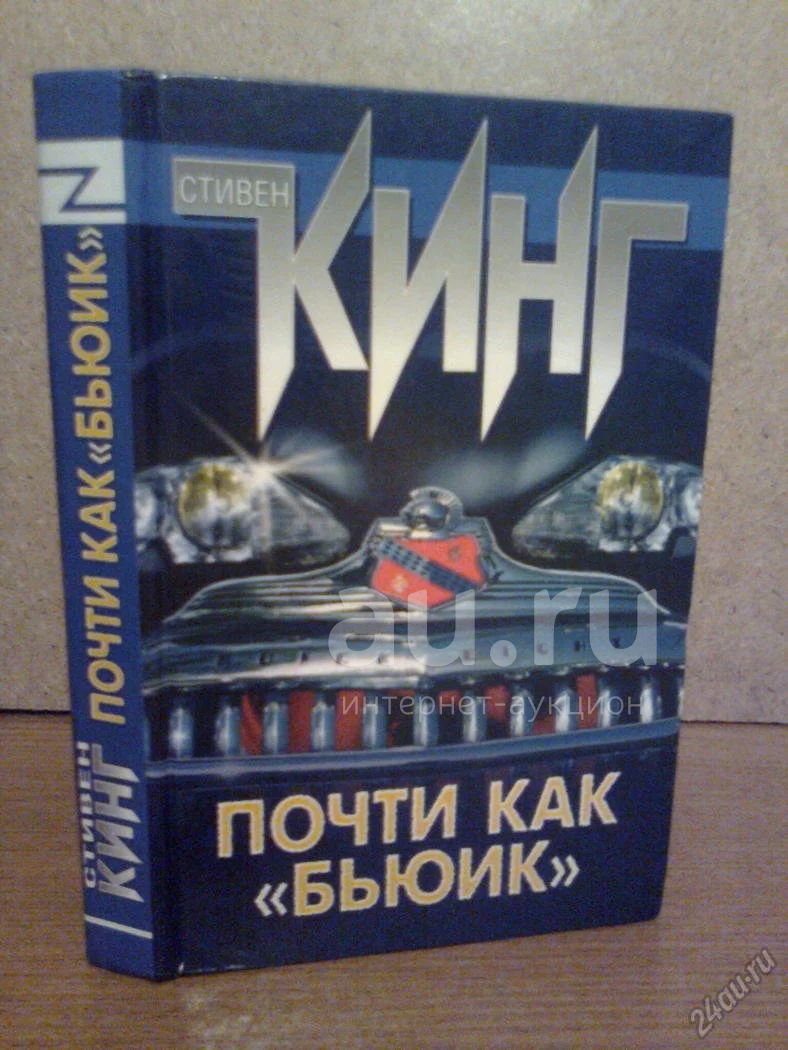 СТИВЕН
КИНГ
ПОЧТИ КАК
«БЬЮИК»
СТИВЕН
КИНГ
ПОЧТИ КАК «БЬЮИК»
au.ru
интернет-аукцион
24au.ru